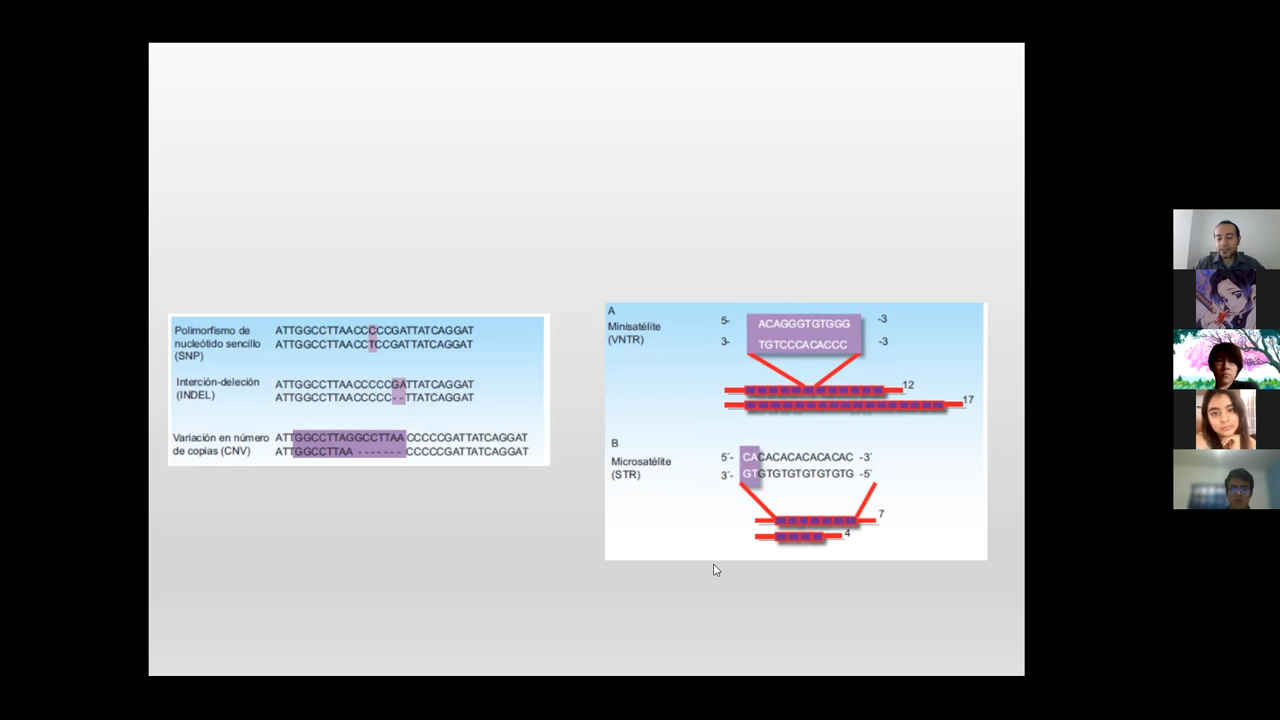 Polimorfismo de
nucleótido sencillo
(SNP)
ATTGGCCTTAACCCCCGATTATCAGGAT
ATTGGCCTTAACCTCCGATTATCAGGAT
Interción-deleción
(INDEL)
ATTGGCCTTAACCCCCGATTATCAGGAT
ATTGGCCTTAACCCCC--TTATCAGGAT
Variación en número
de copias (CNV)
ATTGGCCTTAGGCCTTAACCCCCGATTATCAGGAT
ATTGGCCTTAA-------CCCCCGATTATCAGGAT
A
Minisatélite
(VNTR)
5- ACAGGGTGTGGG -3
3- TGTCCCACACCC -3
12
17
B
Microsatélite
(STR)
5´- CACACACACACACAC -3´
3´- GTGTGTGTGTGTGTG -5´
7
4